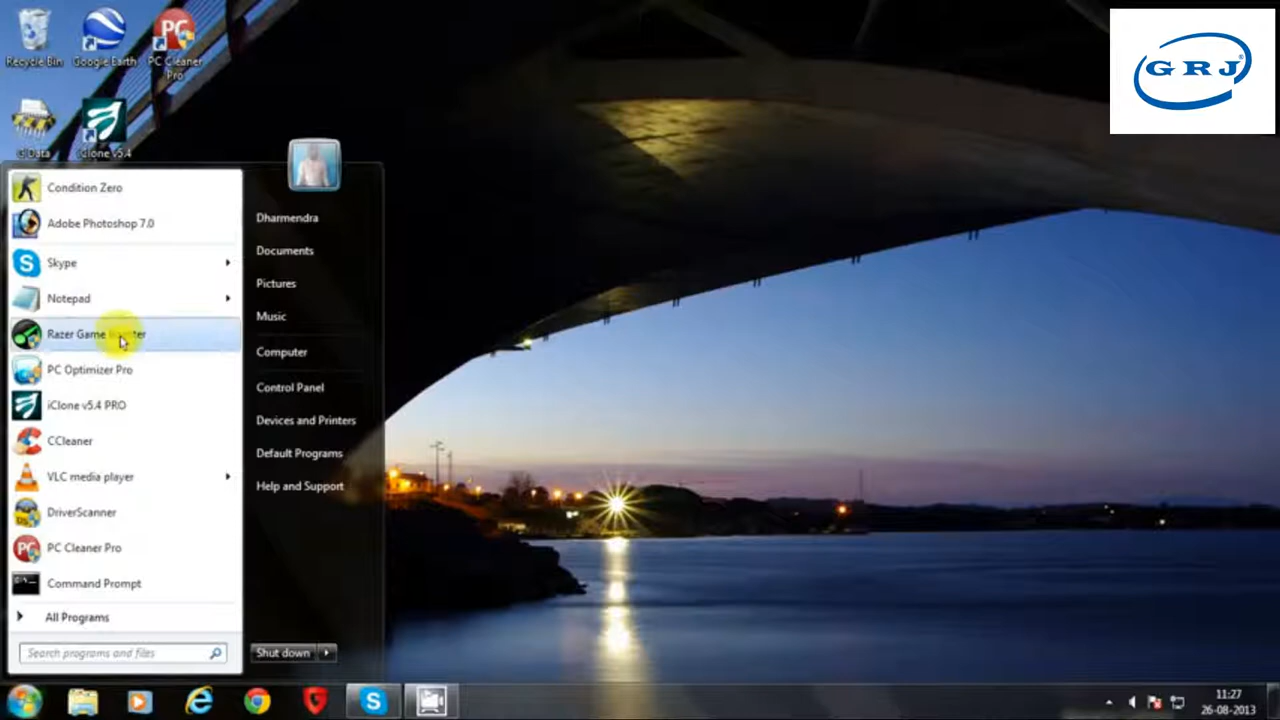 Recycle Bin
Google Earth
PC Cleaner
Pro
GRJ
G Data
iClone v5.4
Condition Zero
Adobe Photoshop 7.0
Skype
Notepad
Razer Game
PC Optimizer Pro
iClone v5.4 PRO
CCleaner
VLC media player
DriverScanner
PC Cleaner Pro
Command Prompt
All Programs
Search programs and files
Dharmendra
Documents
Pictures
Music
Computer
Control Panel
Devices and Printers
Default Programs
Help and Support
Shut down
11:27
26-08-2013